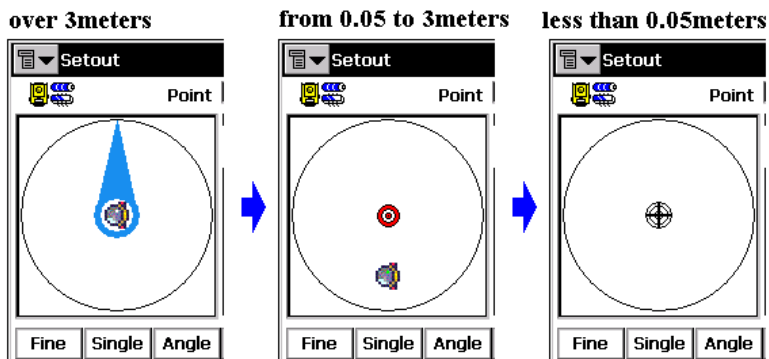 over 3meters
from 0.05 to 3meters
less than 0.05meters
Setout
Setout
Setout
Point
Point
Point
Fine Single Angle
Fine Single Angle
Fine Single Angle